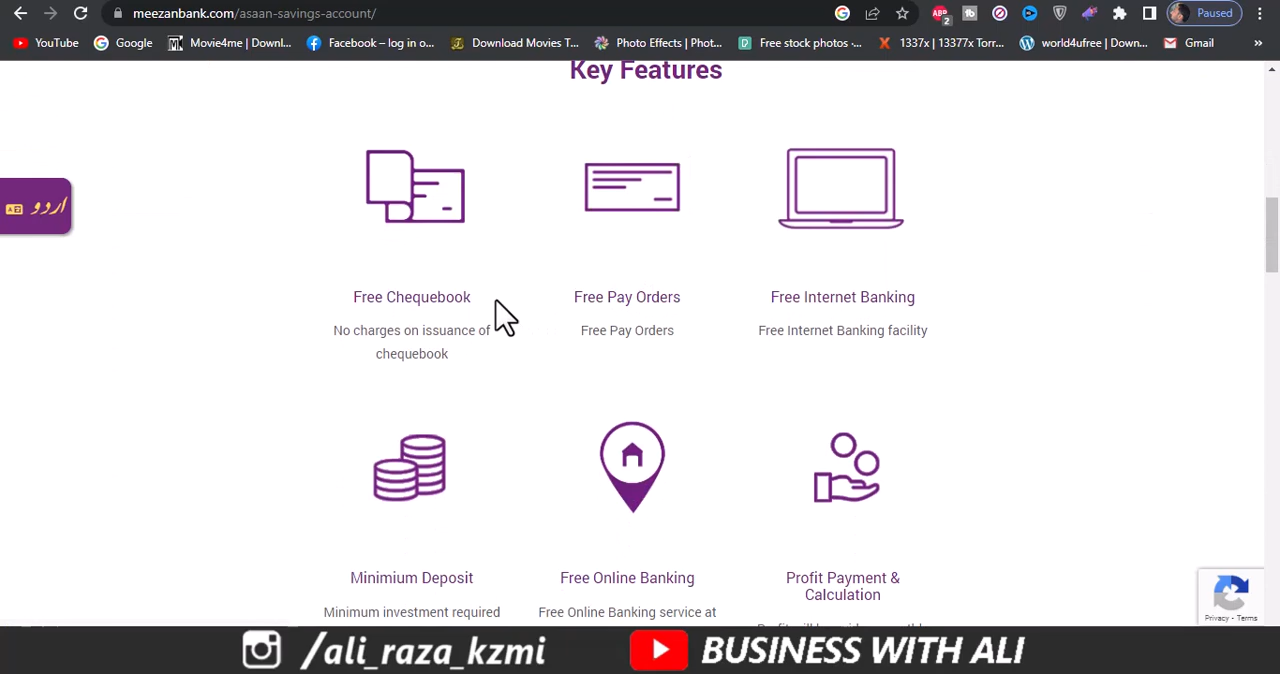 meezanbank.com/asaan-savings-account/
ABP
2
tb
Paused
YouTube
Google
Movie4me | Downl...
Facebook – log in o...
Download Movies T...
Photo Effects | Phot...
Free stock photos -...
1337x | 13377x Torr...
world4ufree | Down...
Gmail
»
Key Features
اردو
Free Chequebook
Free Pay Orders
Free Internet Banking
No charges on issuance of
chequebook
Free Pay Orders
Free Internet Banking facility
Minimium Deposit
Free Online Banking
Profit Payment &
Calculation
Minimum investment required
Free Online Banking service at
Privacy - Terms
/ali_raza_kzmi
BUSINESS WITH ALI